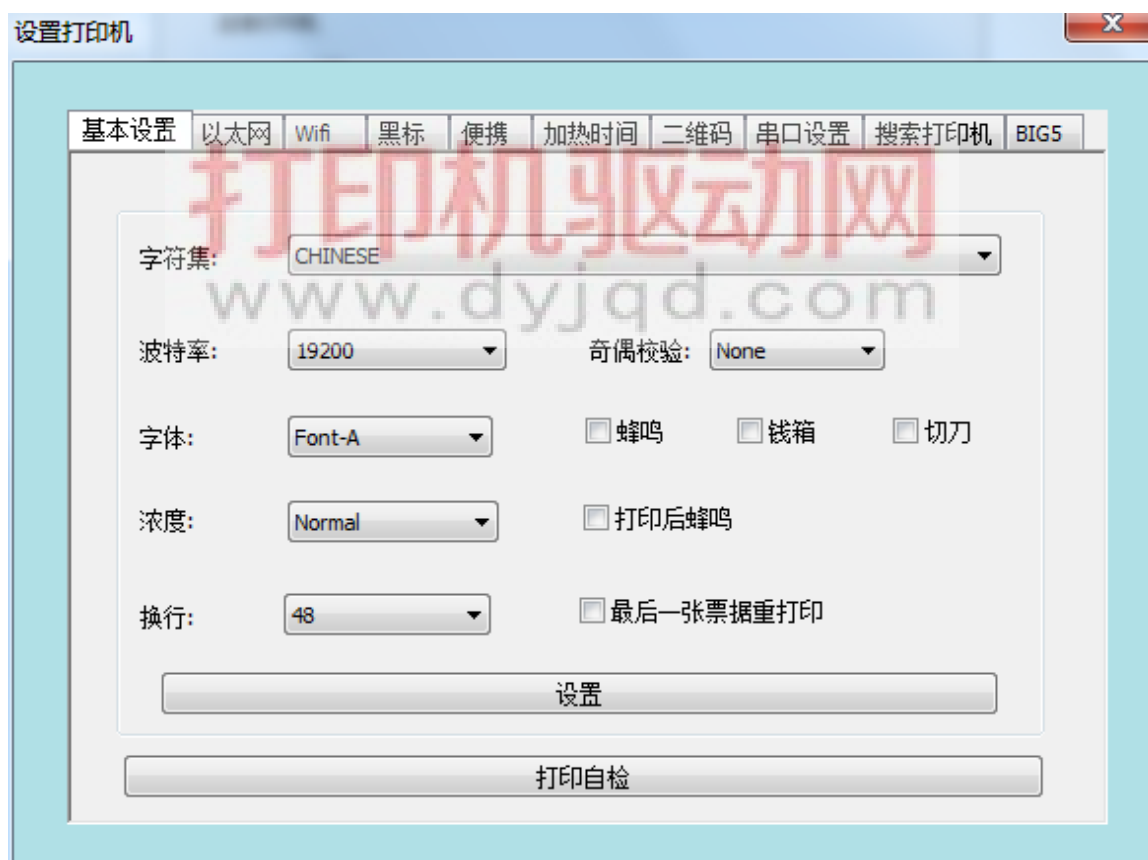 设置打印机
基本设置 以太网 Wifi 黑标 便携 加热时间 二维码 串口设置 搜索打印机 BIG5
打印机驱动网
字符集: CHINESE
www.dyjqd.com
波特率: 19200 奇偶校验: None
字体: Font-A 蜂鸣 钱箱 切刀
浓度: Normal 打印后蜂鸣
换行: 48 最后一张票据重打印
设置
打印自检